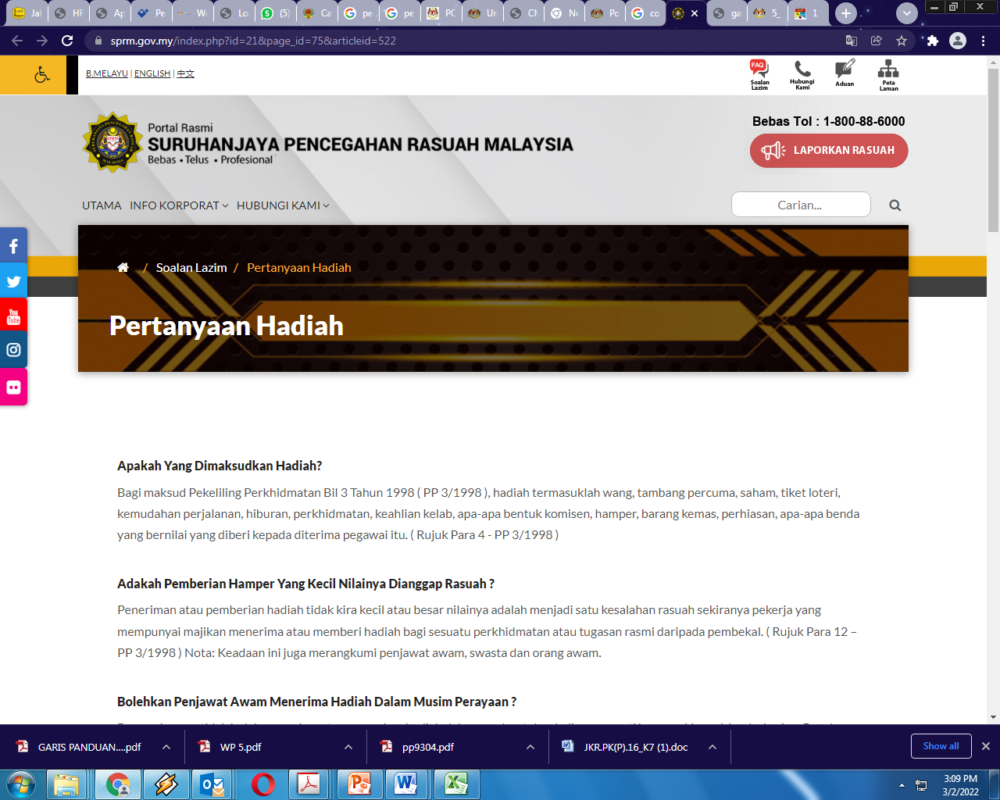 Jal
HF
Ap
Pe
W
Lo
(5)
Ca
pe
pe
PC
Ur
Cl
Ne
Po
co
ga
5_
1
sprm.gov.my/index.php?id=21&page_id=75&articleid=522
B.MELAYU | ENGLISH | 中文
FAQ
Soalan Lazim
Hubungi Kami
Aduan
Peta Laman
Portal Rasmi
SURUHANJAYA PENCEGAHAN RASUAH MALAYSIA
Bebas • Telus • Profesional
Bebas Tol : 1-800-88-6000
LAPORKAN RASUAH
UTAMA INFO KORPORAT HUBUNGI KAMI
Carian...
/ Soalan Lazim / Pertanyaan Hadiah
Pertanyaan Hadiah
You Tube
Apakah Yang Dimaksudkan Hadiah?
Bagi maksud Pekeliling Perkhidmatan Bil 3 Tahun 1998 ( PP 3/1998 ), hadiah termasuklah wang, tambang percuma, saham, tiket loteri,
kemudahan perjalanan, hiburan, perkhidmatan, keahlian kelab, apa-apa bentuk komisen, hamper, barang kemas, perhiasan, apa-apa benda
yang bernilai yang diberi kepada diterima pegawai itu. ( Rujuk Para 4 - PP 3/1998 )
Adakah Pemberian Hamper Yang Kecil Nilainya Dianggap Rasuah ?
Peneriman atau pemberian hadiah tidak kira kecil atau besar nilainya adalah menjadi satu kesalahan rasuah sekiranya pekerja yang
mempunyai majikan menerima atau memberi hadiah bagi sesuatu perkhidmatan atau tugasan rasmi daripada pembekal. ( Rujuk Para 12 –
PP 3/1998 ) Nota: Keadaan ini juga merangkumi penjawat awam, swasta dan orang awam.
Bolehkan Penjawat Awam Menerima Hadiah Dalam Musim Perayaan ?
GARIS PANDUAN....pdf
WP 5.pdf
pp9304.pdf
JKR.PK(P).16_K7 (1).doc
Show all
3:09 PM
3/2/2022